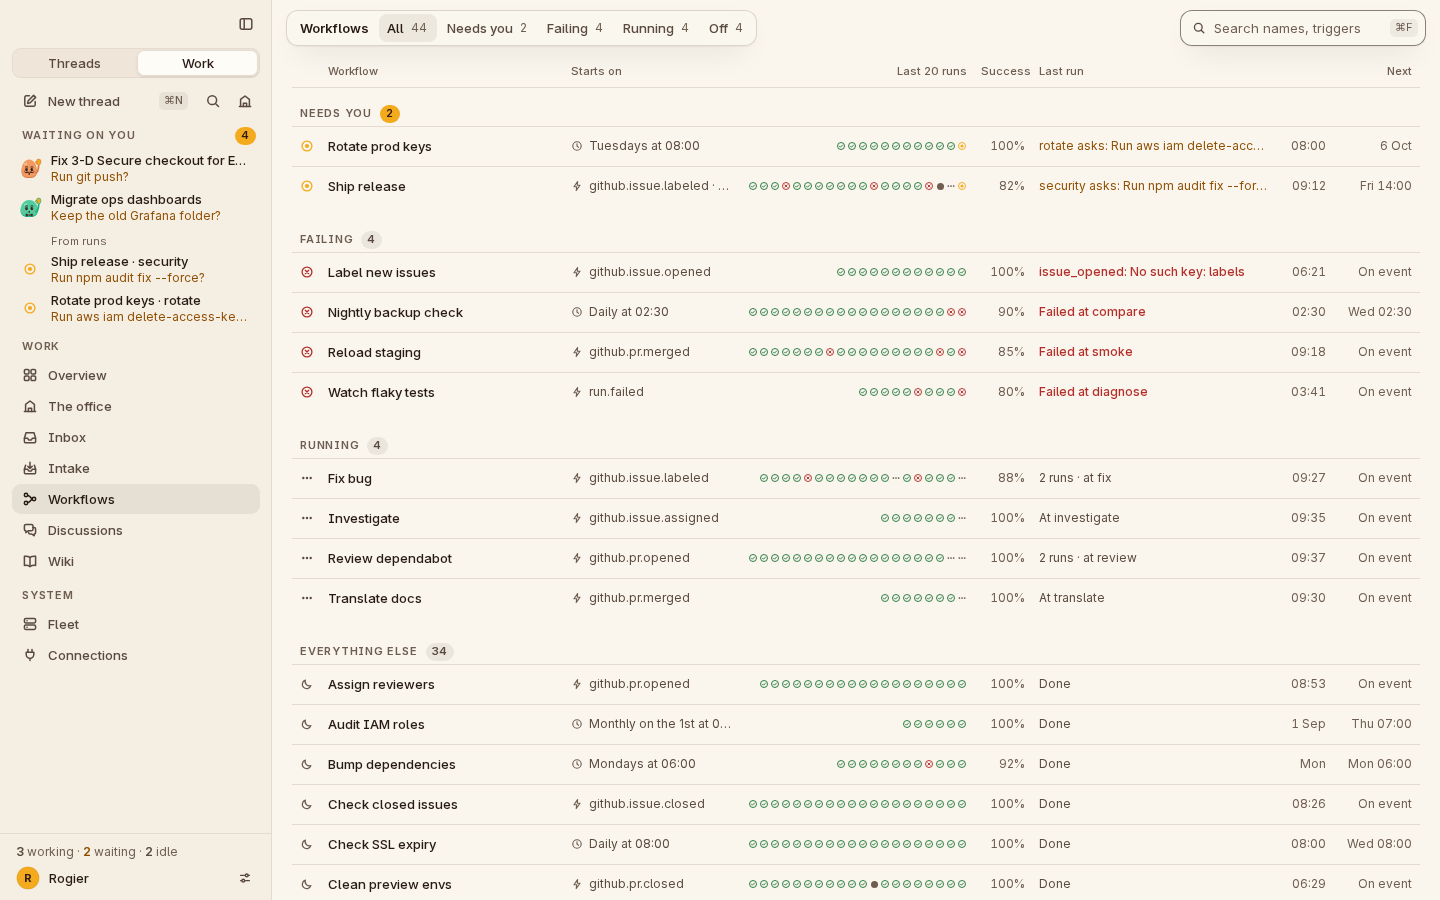 Threads
Work
New thread
⌘N
WAITING ON YOU
4
Fix 3-D Secure checkout for E…
Run git push?
Migrate ops dashboards
Keep the old Grafana folder?
From runs
Ship release · security
Run npm audit fix --force?
Rotate prod keys · rotate
Run aws iam delete-access-ke…
WORK
Overview
The office
Inbox
Intake
Workflows
Discussions
Wiki
SYSTEM
Fleet
Connections
3 working · 2 waiting · 2 idle
R
Rogier
Workflows All 44 Needs you 2 Failing 4 Running 4 Off 4
Search names, triggers ⌘F
Workflow Starts on Last 20 runs Success Last run Next
NEEDS YOU 2
Rotate prod keys Tuesdays at 08:00 100% rotate asks: Run aws iam delete-acc… 08:00 6 Oct
Ship release github.issue.labeled · … 82% security asks: Run npm audit fix --for… 09:12 Fri 14:00
FAILING 4
Label new issues github.issue.opened 100% issue_opened: No such key: labels 06:21 On event
Nightly backup check Daily at 02:30 90% Failed at compare 02:30 Wed 02:30
Reload staging github.pr.merged 85% Failed at smoke 09:18 On event
Watch flaky tests run.failed 80% Failed at diagnose 03:41 On event
RUNNING 4
Fix bug github.issue.labeled 88% 2 runs · at fix 09:27 On event
Investigate github.issue.assigned 100% At investigate 09:35 On event
Review dependabot github.pr.opened 100% 2 runs · at review 09:37 On event
Translate docs github.pr.merged 100% At translate 09:30 On event
EVERYTHING ELSE 34
Assign reviewers github.pr.opened 100% Done 08:53 On event
Audit IAM roles Monthly on the 1st at 0… 100% Done 1 Sep Thu 07:00
Bump dependencies Mondays at 06:00 92% Done Mon Mon 06:00
Check closed issues github.issue.closed 100% Done 08:26 On event
Check SSL expiry Daily at 08:00 100% Done 08:00 Wed 08:00
Clean preview envs github.pr.closed 100% Done 06:29 On event